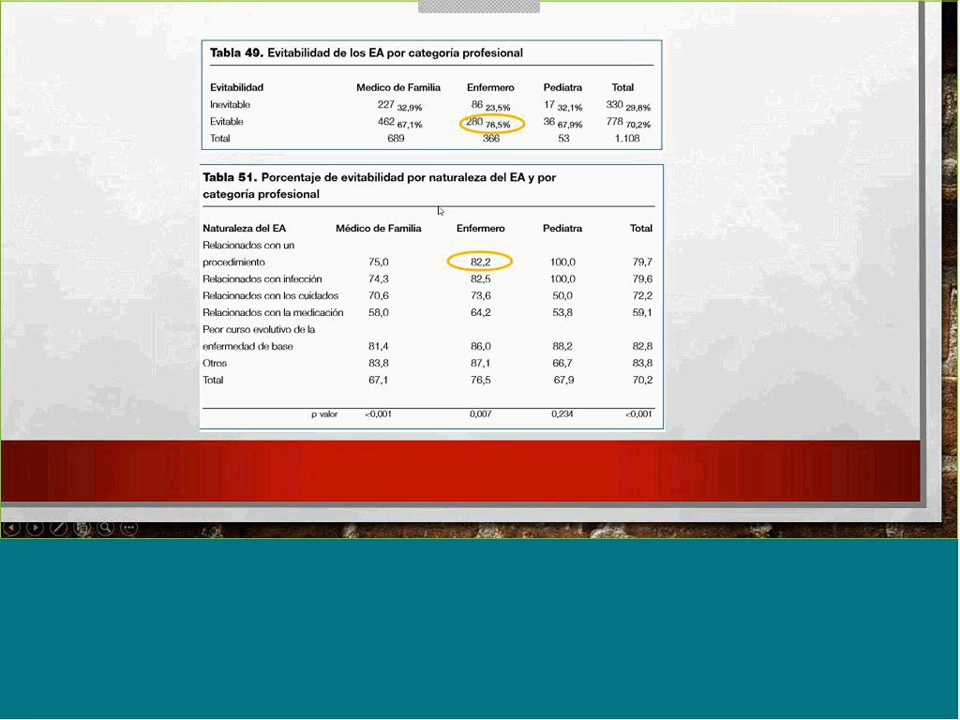 Tabla 49. Evitabilidad de los EA por categoría profesional
Evitabilidad Medico de Familia Enfermero Pediatra Total
Inevitable 227 32,9% 86 23,5% 17 32,1% 330 29,8%
Evitable 462 67,1% 280 76,5% 36 67,9% 778 70,2%
Total 689 366 53 1.108
Tabla 51. Porcentaje de evitabilidad por naturaleza del EA y por
categoría profesional
Naturaleza del EA Médico de Familia Enfermero Pediatra Total
Relacionados con un
procedimiento 75,0 82,2 100,0 79,7
Relacionados con infección 74,3 82,5 100,0 79,6
Relacionados con los cuidados 70,6 73,6 50,0 72,2
Relacionados con la medicación 58,0 64,2 53,8 59,1
Peor curso evolutivo de la
enfermedad de base 81,4 86,0 88,2 82,8
Otros 83,8 87,1 66,7 83,8
Total 67,1 76,5 67,9 70,2
p valor <0,001 0,007 0,234 <0,001